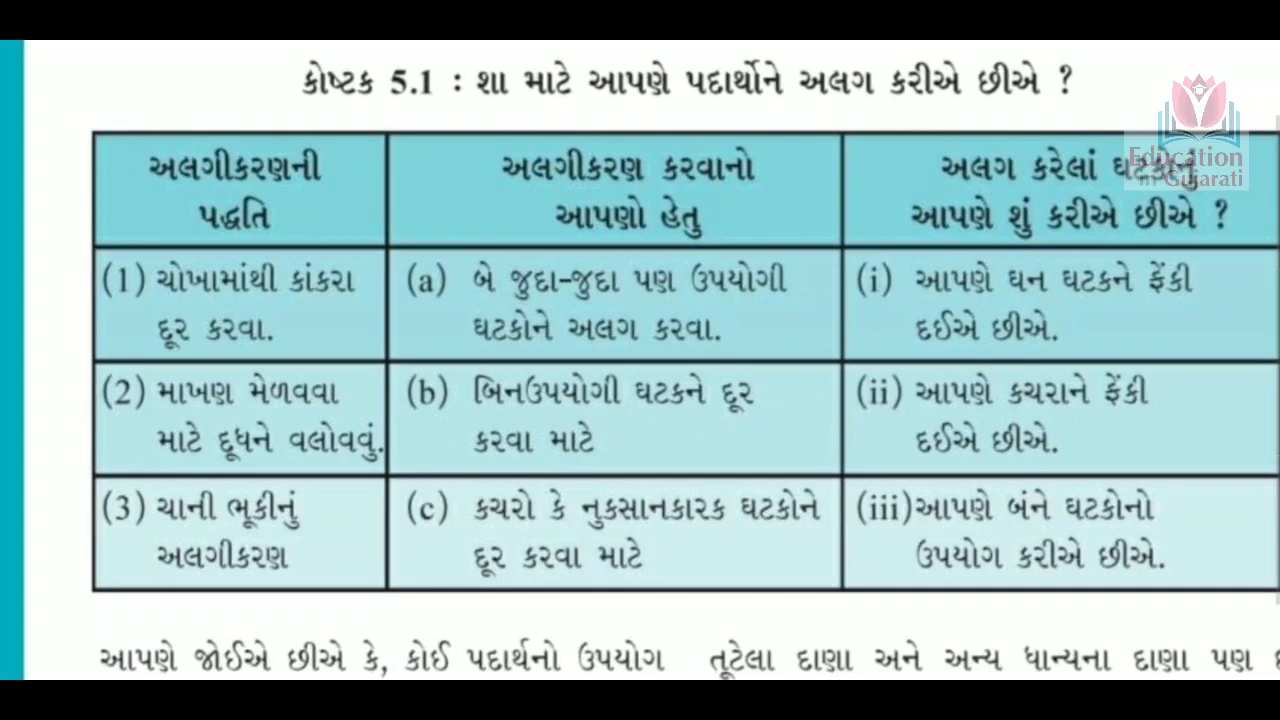 કોષ્ટક 5.1 : શા માટે આપણે પદાર્થોને અલગ કરીએ છીએ ?
Education
in Gujarati
અલગીકરણની
પદ્ધતિ
અલગીકરણ કરવાનો
આપણો હેતુ
અલગ કરેલાં ઘટકોનું
આપણે શું કરીએ છીએ ?
(1) ચોખામાંથી કાંકરા
દૂર કરવા.
(a) બે જુદા-જુદા પણ ઉપયોગી
ઘટકોને અલગ કરવા.
(i) આપણે ઘન ઘટકને ફેંકી
દઈએ છીએ.
(2) માખણ મેળવવા
માટે દૂધને વલોવવું.
(b) બિનઉપયોગી ઘટકને દૂર
કરવા માટે
(ii) આપણે કચરાને ફેંકી
દઈએ છીએ.
(3) ચાની ભૂકીનું
અલગીકરણ
(c) કચરો કે નુકસાનકારક ઘટકોને
દૂર કરવા માટે
(iii) આપણે બંને ઘટકોનો
ઉપયોગ કરીએ છીએ.
આપણે જોઈએ છીએ કે, કોઈ પદાર્થનો ઉપયોગ
તૂટેલા દાણા અને અન્ય ધાન્યના દાણા પણ